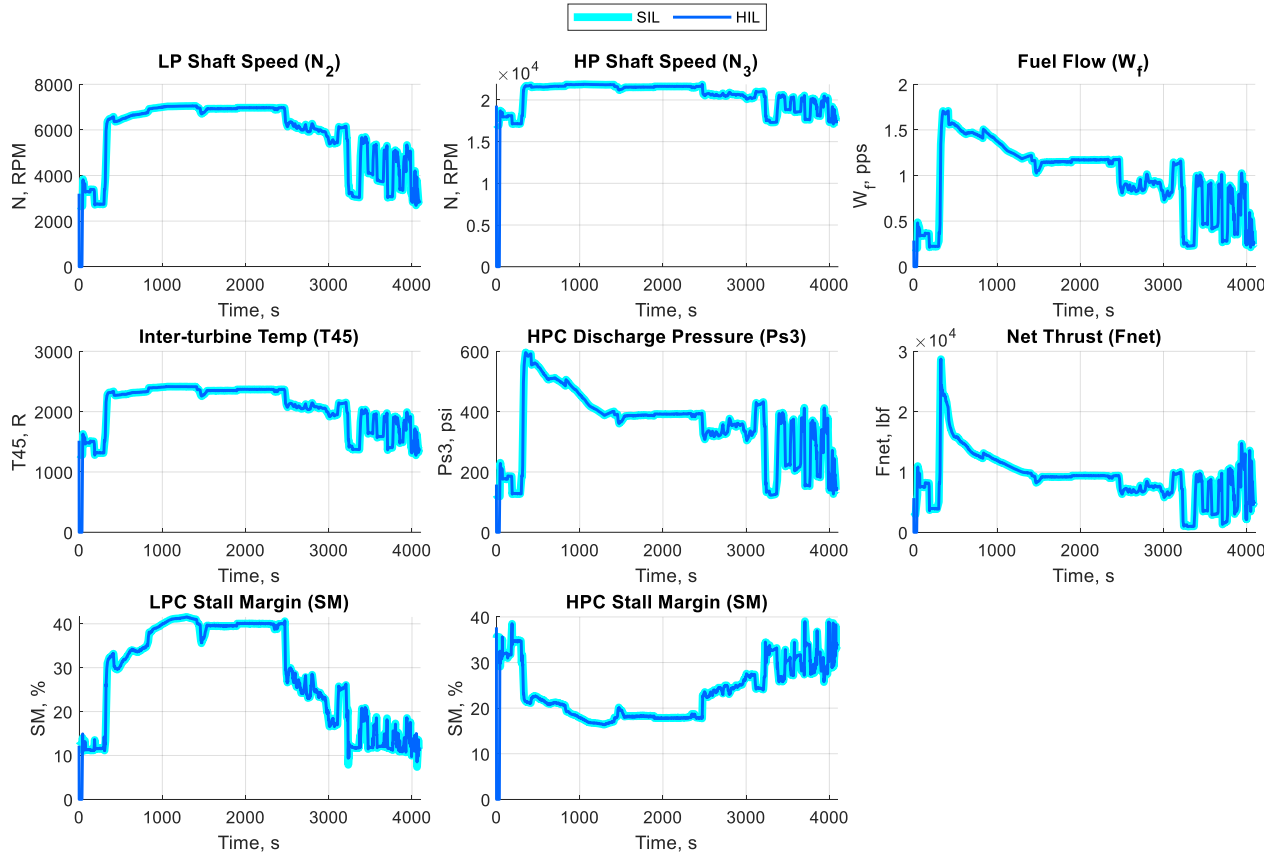 SIL HIL
LP Shaft Speed (N2)
8000
6000
4000
2000
0
N, RPM
0 1000 2000 3000 4000
Time, s
HP Shaft Speed (N3)
×10^4
2
1
0
N, RPM
0 1000 2000 3000 4000
Time, s
Fuel Flow (Wf)
2
1.5
1
0.5
0
Wf, pps
0 1000 2000 3000 4000
Time, s
Inter-turbine Temp (T45)
3000
2000
1000
0
T45, R
0 1000 2000 3000 4000
Time, s
HPC Discharge Pressure (Ps3)
600
400
200
0
Ps3, psi
0 1000 2000 3000 4000
Time, s
Net Thrust (Fnet)
×10^4
3
2
1
0
Fnet, lbf
0 1000 2000 3000 4000
Time, s
LPC Stall Margin (SM)
40
30
20
10
0
SM, %
0 1000 2000 3000 4000
Time, s
HPC Stall Margin (SM)
40
30
20
10
0
SM, %
0 1000 2000 3000 4000
Time, s